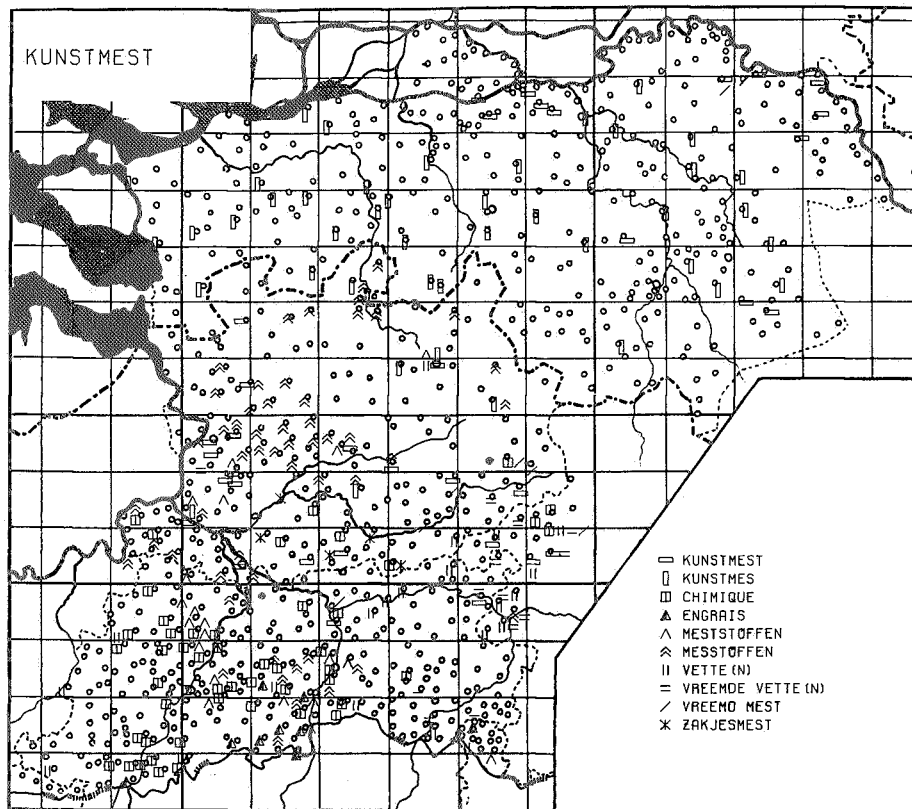 KUNSTMEST
KUNSTMEST
KUNSTMES
CHIMIQUE
ENGRAIS
MESTSTOFFEN
MESSTOFFEN
VETTE(N)
VREEMDE VETTE(N)
VREEMD MEST
ZAKJESMEST